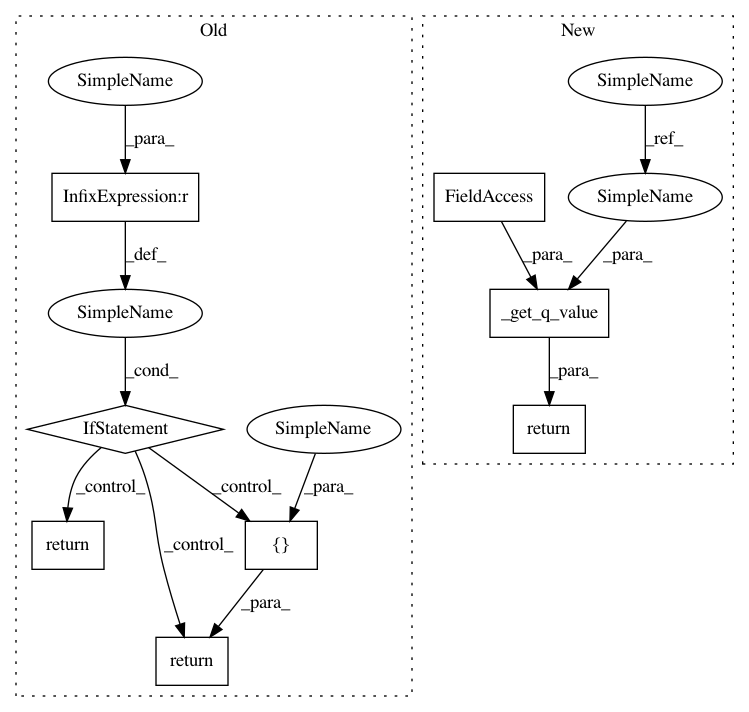 Old
New
SimpleName
SimpleName
_para_
_ref_
InfixExpression:r
FieldAccess
SimpleName
_def_
_para_
_para_
SimpleName
_get_q_value
_cond_
_para_
IfStatement
SimpleName
return
_control_
_control_
_para_
_control_
return
{}
_para_
return